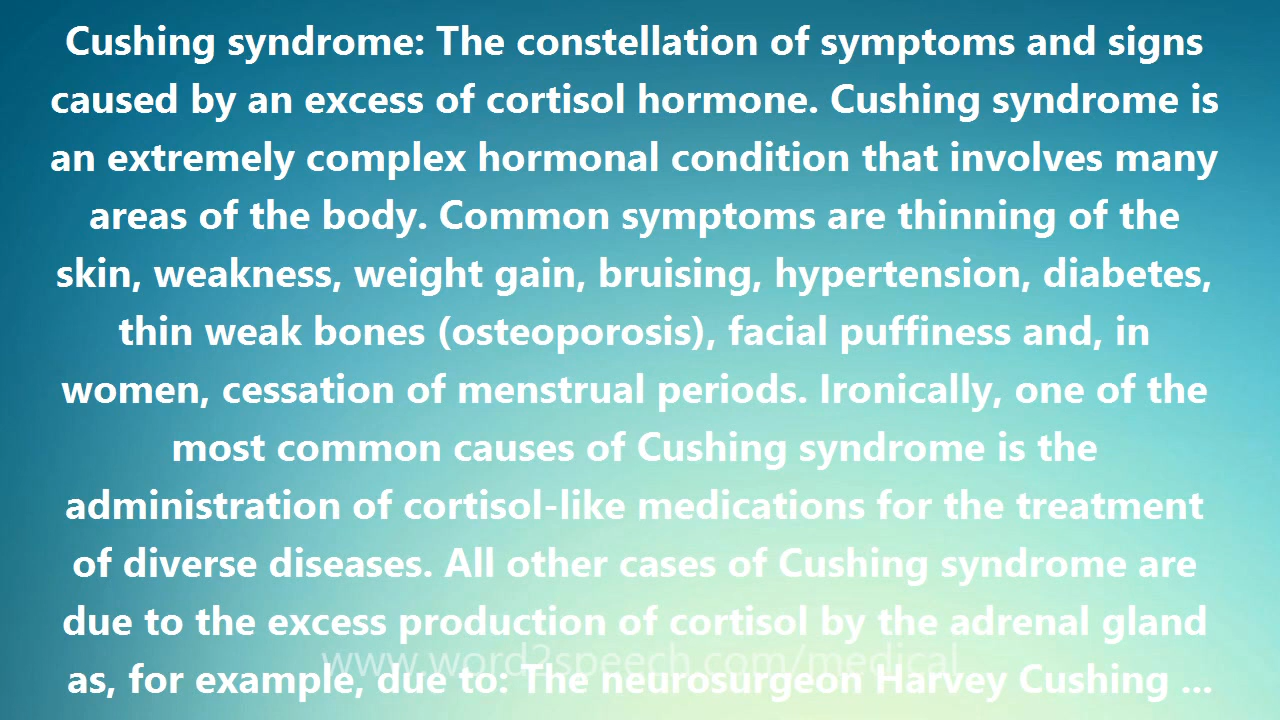 Cushing syndrome: The constellation of symptoms and signs
caused by an excess of cortisol hormone. Cushing syndrome is
an extremely complex hormonal condition that involves many
areas of the body. Common symptoms are thinning of the
skin, weakness, weight gain, bruising, hypertension, diabetes,
thin weak bones (osteoporosis), facial puffiness and, in
women, cessation of menstrual periods. Ironically, one of the
most common causes of Cushing syndrome is the
administration of cortisol-like medications for the treatment
of diverse diseases. All other cases of Cushing syndrome are
due to the excess production of cortisol by the adrenal gland
www.word2speech.com/medical
as, for example, due to: The neurosurgeon Harvey Cushing ...